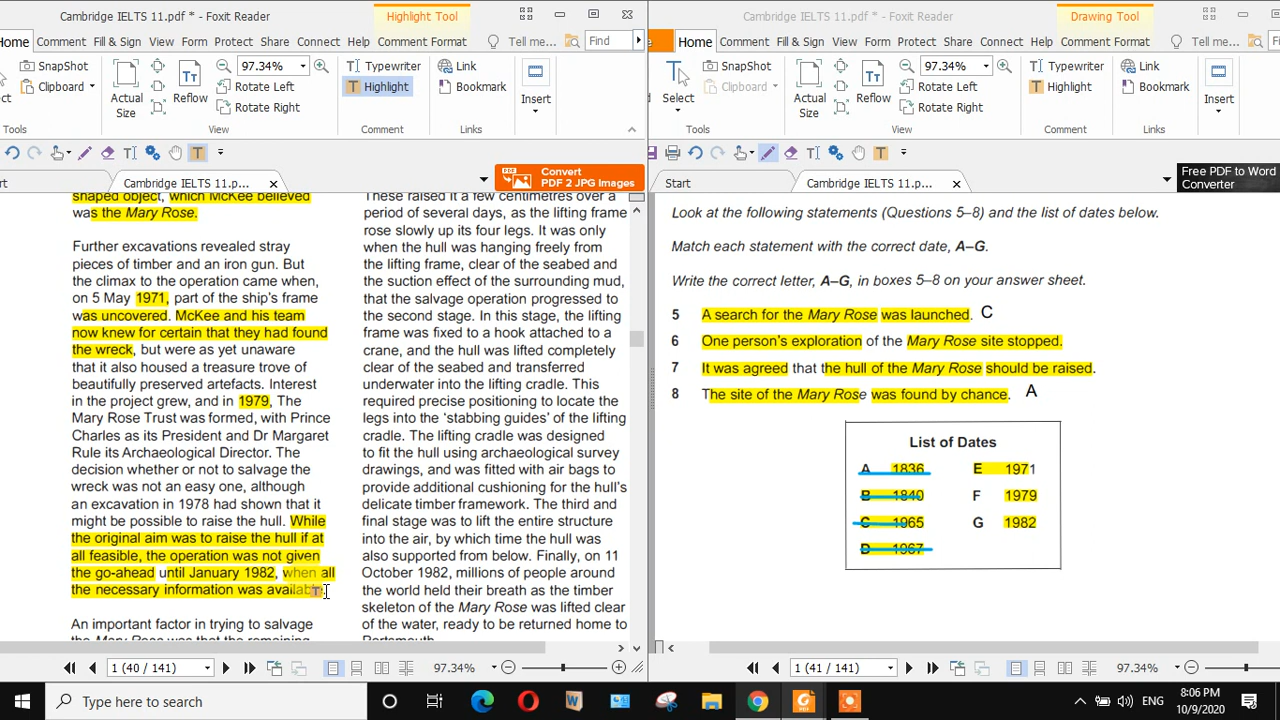 Cambridge IELTS 11.pdf * - Foxit Reader
Highlight Tool
Home Comment Fill & Sign View Form Protect Share Connect Help Comment Format Tell me... Find
SnapShot
Clipboard
Actual Size
Reflow
97.34%
Rotate Left
Rotate Right
Typewriter
Highlight
Link
Bookmark
Insert
Tools View Comment Links
Convert
PDF 2 JPG Images
Cambridge IELTS 11.p...
shaped object, which McKee believed
was the Mary Rose.
Further excavations revealed stray
pieces of timber and an iron gun. But
the climax to the operation came when,
on 5 May 1971, part of the ship's frame
was uncovered. McKee and his team
now knew for certain that they had found
the wreck, but were as yet unaware
that it also housed a treasure trove of
beautifully preserved artefacts. Interest
in the project grew, and in 1979, The
Mary Rose Trust was formed, with Prince
Charles as its President and Dr Margaret
Rule its Archaeological Director. The
decision whether or not to salvage the
wreck was not an easy one, although
an excavation in 1978 had shown that it
might be possible to raise the hull. While
the original aim was to raise the hull if at
all feasible, the operation was not given
the go-ahead until January 1982, when all
the necessary information was available.
An important factor in trying to salvage
the Mary Rose was that the remaining
These raised it a few centimetres over a
period of several days, as the lifting frame
rose slowly up its four legs. It was only
when the hull was hanging freely from
the lifting frame, clear of the seabed and
the suction effect of the surrounding mud,
that the salvage operation progressed to
the second stage. In this stage, the lifting
frame was fixed to a hook attached to a
crane, and the hull was lifted completely
clear of the seabed and transferred
underwater into the lifting cradle. This
required precise positioning to locate the
legs into the 'stabbing guides' of the lifting
cradle. The lifting cradle was designed
to fit the hull using archaeological survey
drawings, and was fitted with air bags to
provide additional cushioning for the hull's
delicate timber framework. The third and
final stage was to lift the entire structure
into the air, by which time the hull was
also supported from below. Finally, on 11
October 1982, millions of people around
the world held their breath as the timber
skeleton of the Mary Rose was lifted clear
of the water, ready to be returned home to
Portsmouth.
1 (40 / 141)
97.34%
Cambridge IELTS 11.pdf * - Foxit Reader
Drawing Tool
Home Comment Fill & Sign View Form Protect Share Connect Help Comment Format Tell me...
Select
SnapShot
Clipboard
Actual Size
Reflow
97.34%
Rotate Left
Rotate Right
Typewriter
Highlight
Link
Bookmark
Insert
Tools View Comment Links
Free PDF to Word
Converter
Start
Cambridge IELTS 11.p...
Look at the following statements (Questions 5–8) and the list of dates below.
Match each statement with the correct date, A–G.
Write the correct letter, A–G, in boxes 5–8 on your answer sheet.
5 A search for the Mary Rose was launched. C
6 One person's exploration of the Mary Rose site stopped.
7 It was agreed that the hull of the Mary Rose should be raised.
8 The site of the Mary Rose was found by chance. A
List of Dates
A 1836 E 1971
B 1840 F 1979
C 1965 G 1982
D 1967
1 (41 / 141)
97.34%
Type here to search
ENG
8:06 PM
10/9/2020